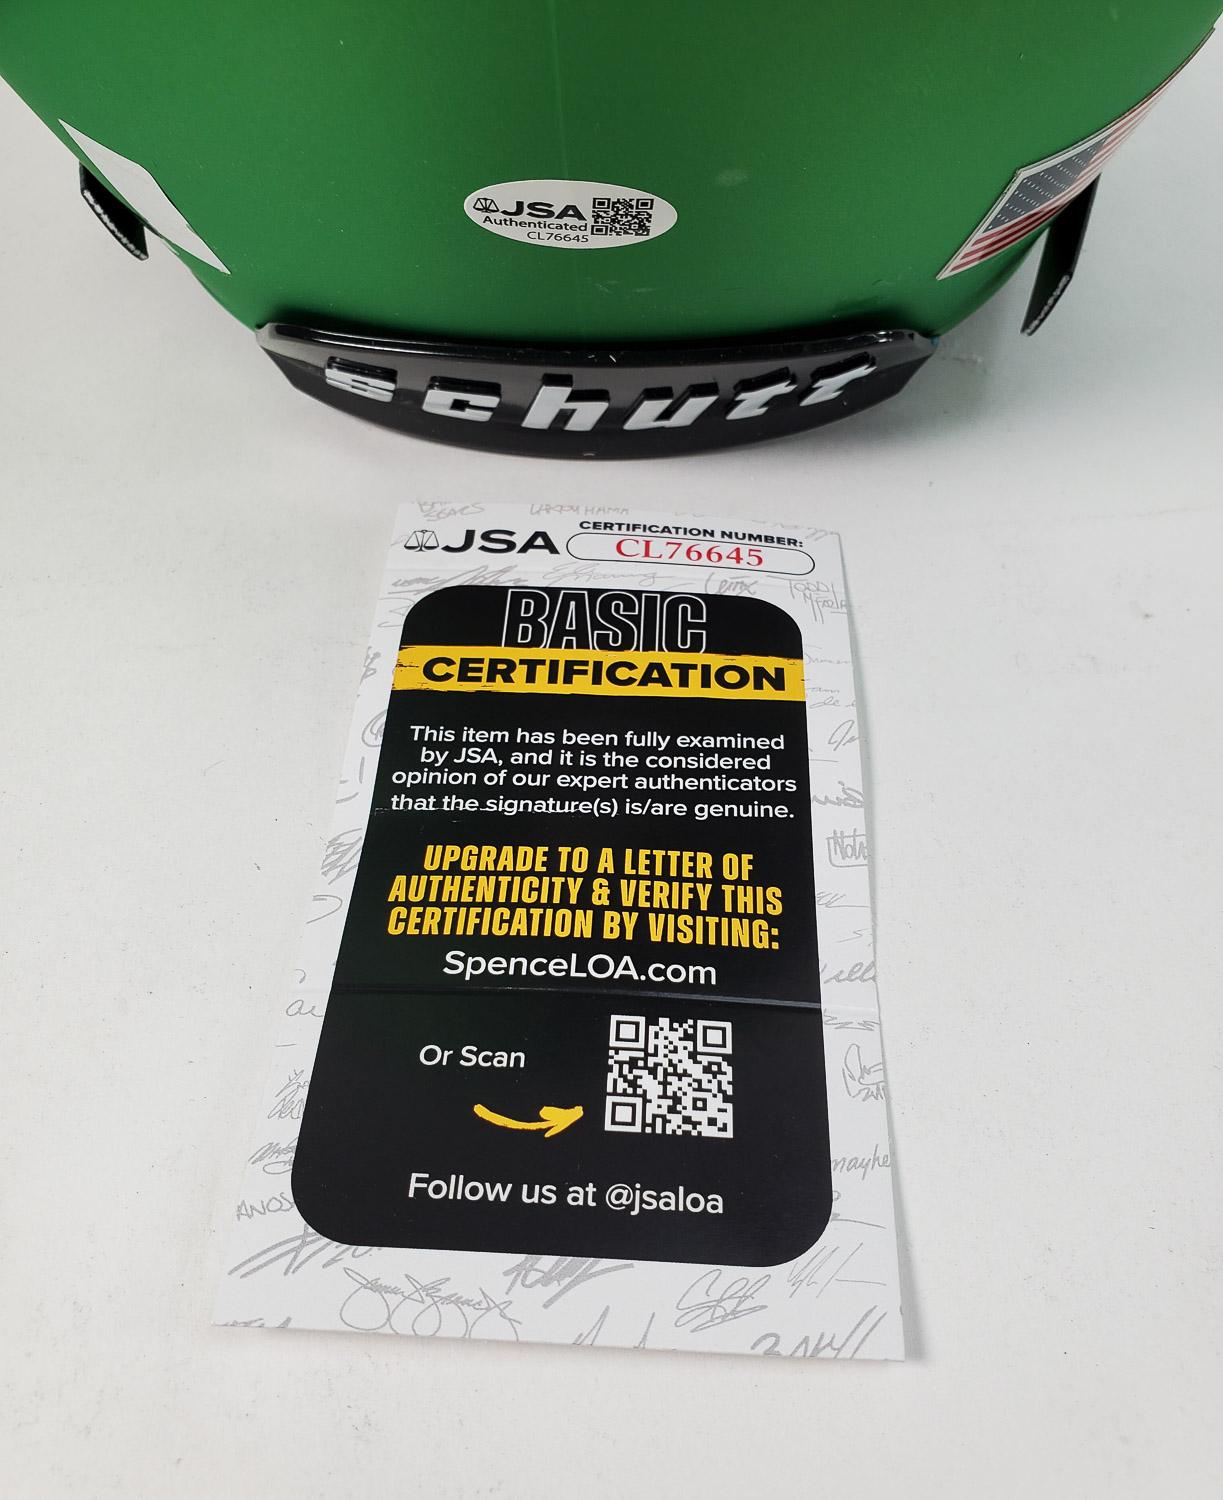 JSA
Authenticated
CL76645
schutt
JSA
CERTIFICATION NUMBER:
CL76645
BASIC
CERTIFICATION
This item has been fully examined
by JSA, and it is the considered
opinion of our expert authenticators
that the signature(s) is/are genuine.
UPGRADE TO A LETTER OF
AUTHENTICITY & VERIFY THIS
CERTIFICATION BY VISITING:
SpenceLOA.com
Or Scan
Follow us at @jsaloa